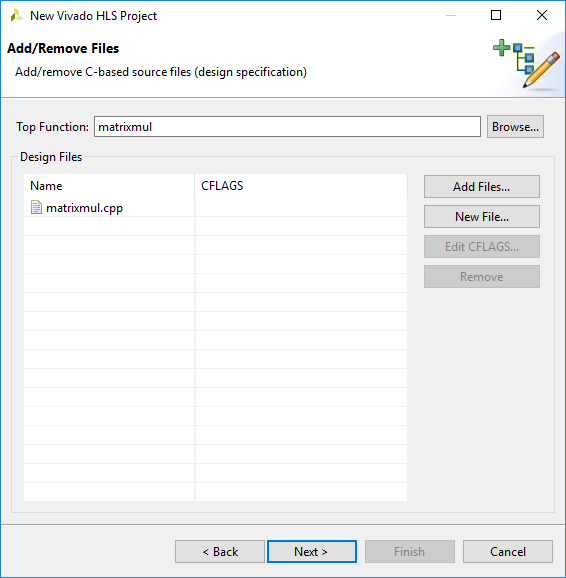 New Vivado HLS Project
Add/Remove Files
Add/remove C-based source files (design specification)
Top Function: matrixmul Browse...
Design Files
Name CFLAGS Add Files...
matrixmul.cpp New File...
Edit CFLAGS...
Remove
< Back Next > Finish Cancel